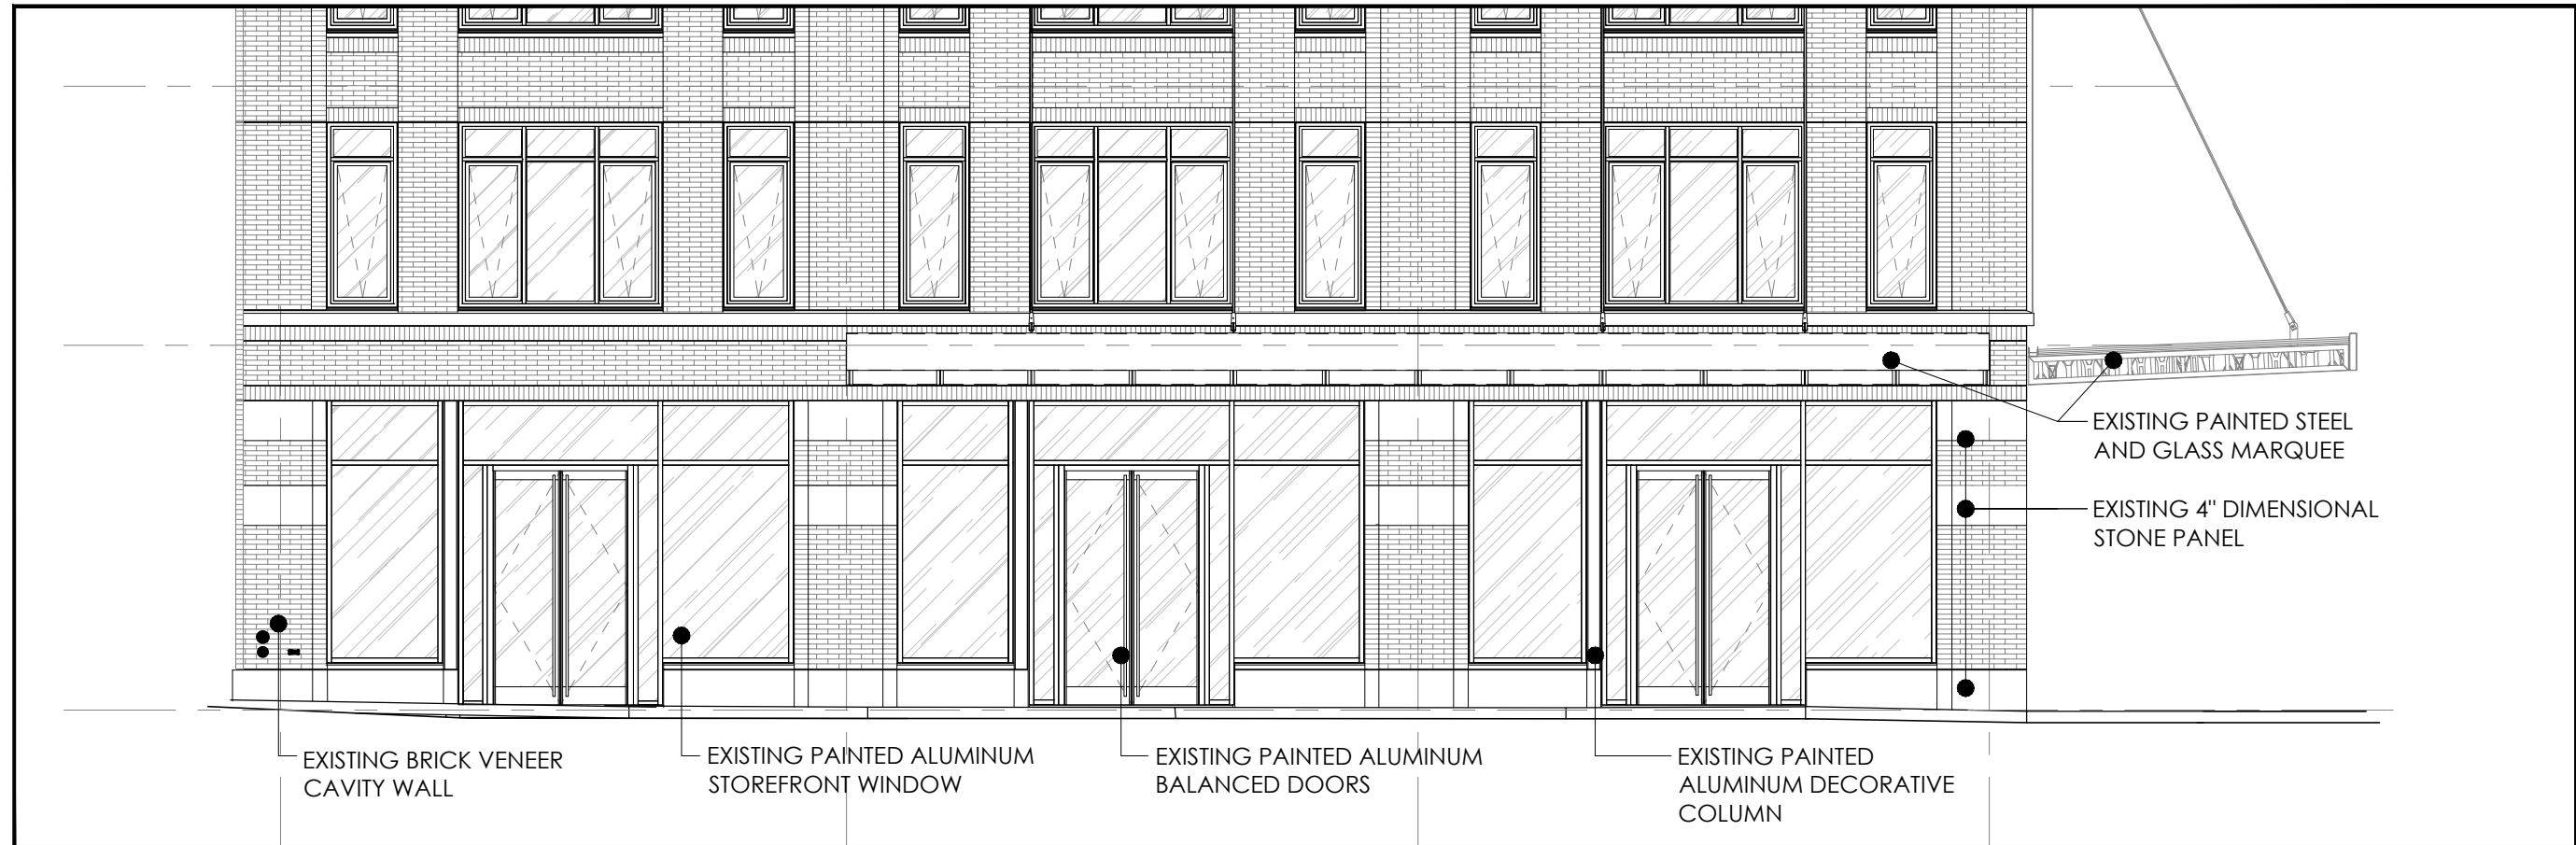 EXISTING PAINTED STEEL
AND GLASS MARQUEE
EXISTING 4" DIMENSIONAL
STONE PANEL
EXISTING BRICK VENEER
CAVITY WALL
EXISTING PAINTED ALUMINUM
STOREFRONT WINDOW
EXISTING PAINTED ALUMINUM
BALANCED DOORS
EXISTING PAINTED
ALUMINUM DECORATIVE
COLUMN